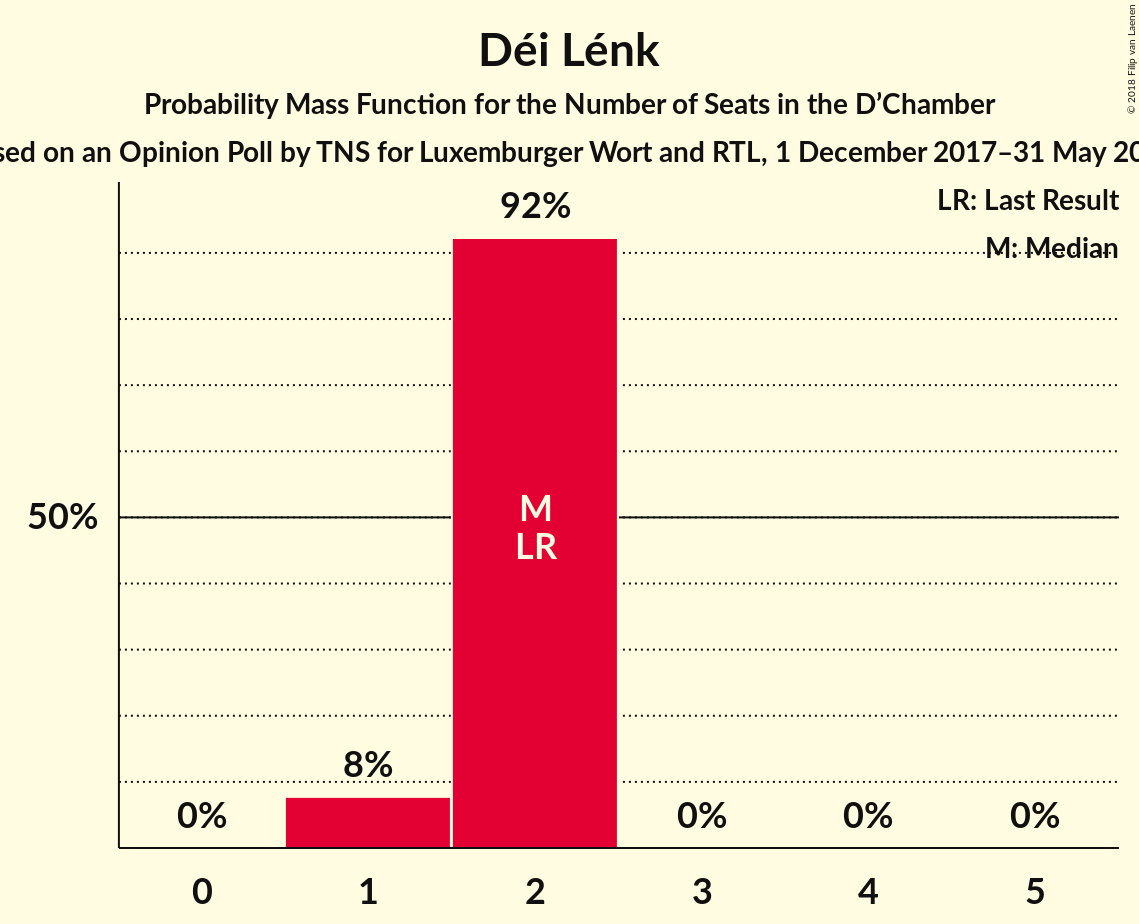 Déi Lénk
Probability Mass Function for the Number of Seats in the D’Chamber
sed on an Opinion Poll by TNS for Luxemburger Wort and RTL, 1 December 2017–31 May 20
© 2018 Filip van Laenen
LR: Last Result
M: Median
92%
50%
M
LR
8%
0%
0%
0%
0%
0
1
2
3
4
5